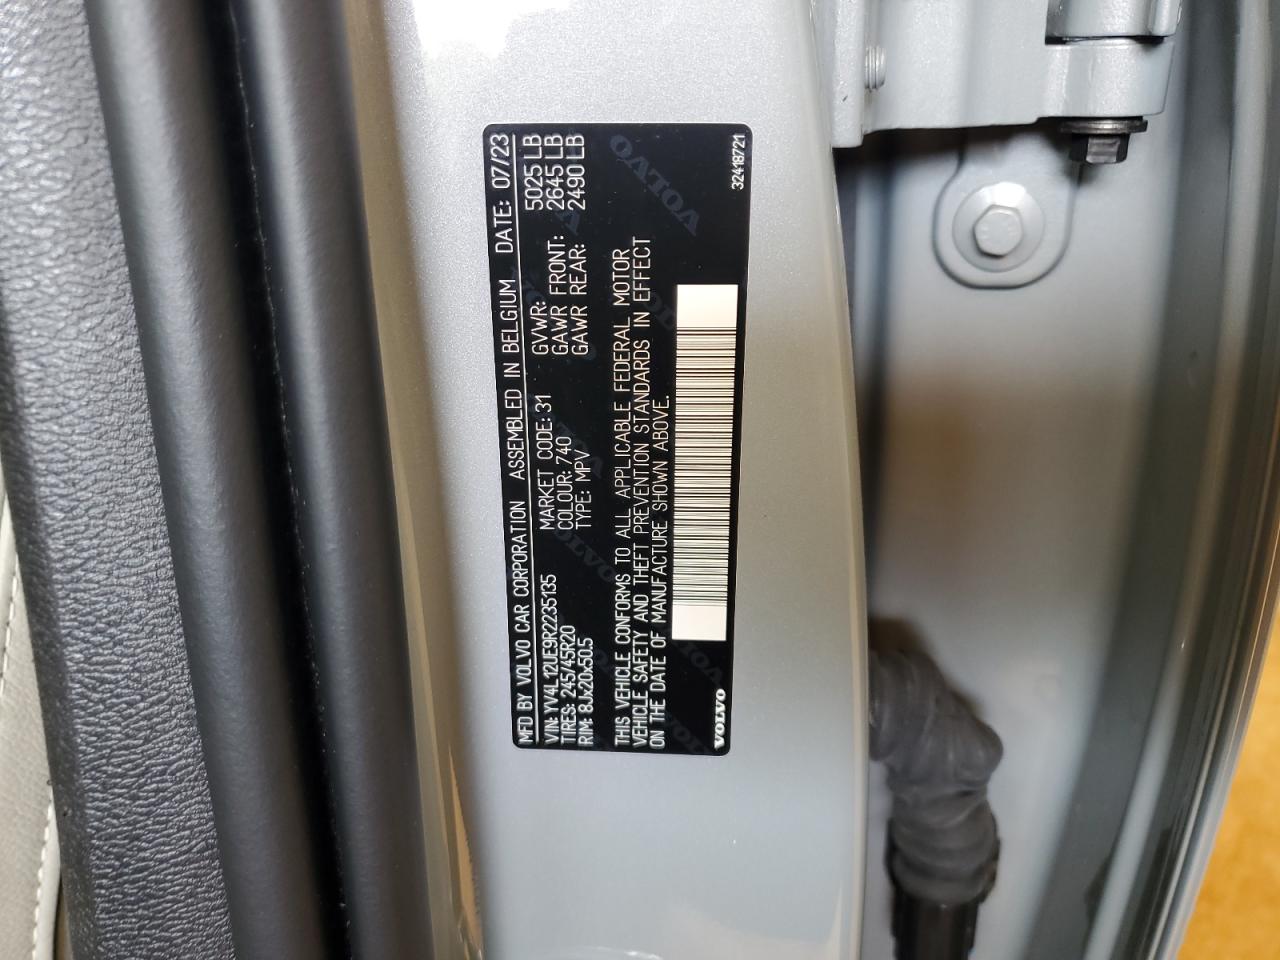 MFD BY VOLVO CAR CORPORATION ASSEMBLED IN BELGIUM DATE: 07/23
VIN: YV4L12UE9R2235135 MARKET CODE: 31 GVWR: 5025 LB
TIRES: 245/45R20 COLOUR: 740 GAWR FRONT: 2645 LB
RIM: 8Jx20x50.5 TYPE: MPV GAWR REAR: 2490 LB
THIS VEHICLE CONFORMS TO ALL APPLICABLE FEDERAL MOTOR
VEHICLE SAFETY AND THEFT PREVENTION STANDARDS IN EFFECT
ON THE DATE OF MANUFACTURE SHOWN ABOVE.
VOLVO 32418721